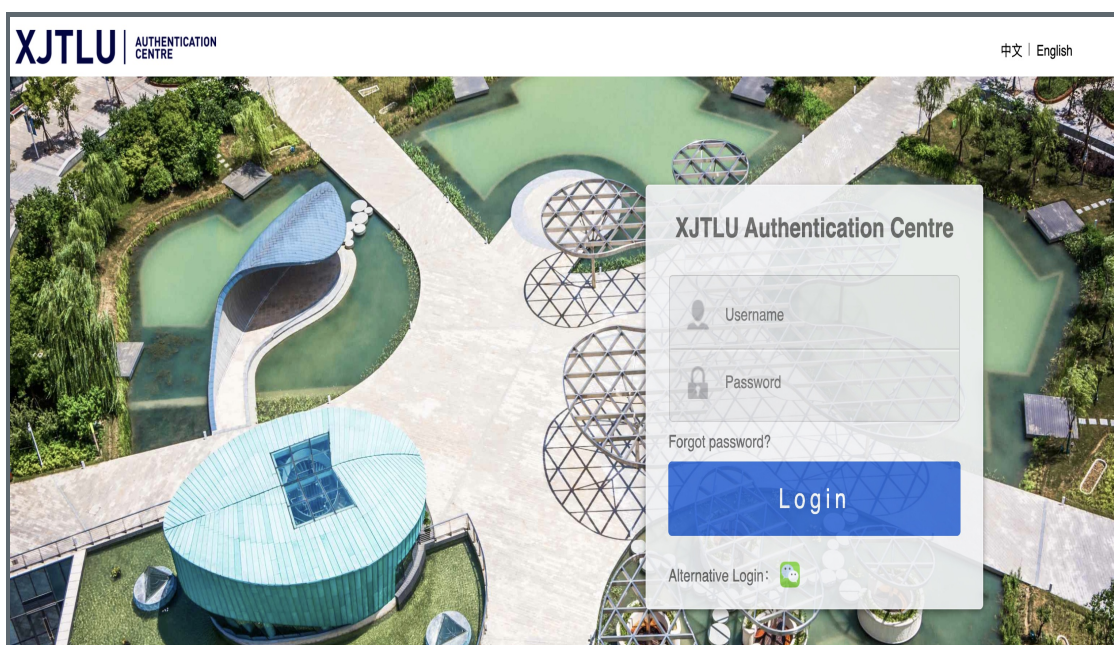 XJTLU
AUTHENTICATION
CENTRE
中文 | English
XJTLU Authentication Centre
Username
Password
Forgot password?
Login
Alternative Login: